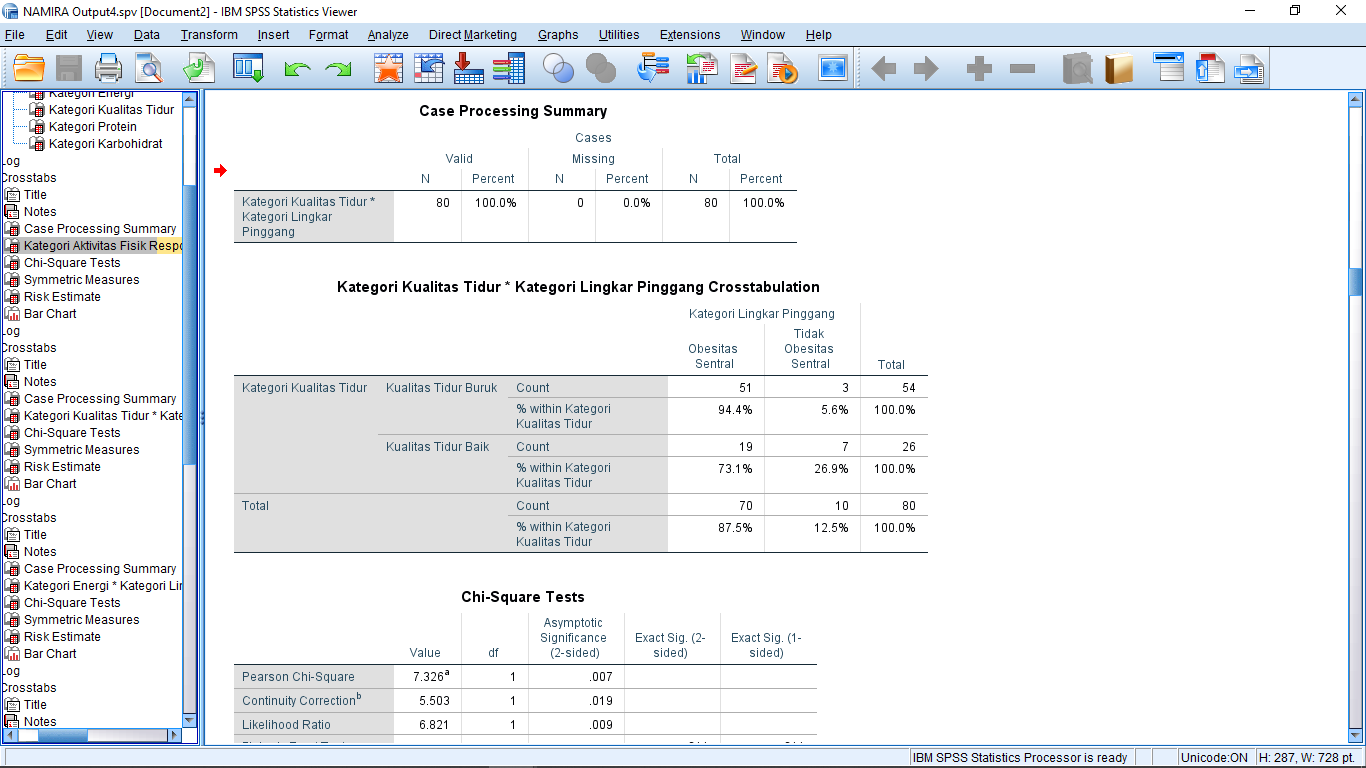 NAMIRA Output4.spv [Document2] - IBM SPSS Statistics Viewer
File Edit View Data Transform Insert Format Analyze Direct Marketing Graphs Utilities Extensions Window Help
Kategori Energi
Kategori Kualitas Tidur
Kategori Protein
Kategori Karbohidrat
Log
Crosstabs
Title
Notes
Case Processing Summary
Kategori Aktivitas Fisik Respo
Chi-Square Tests
Symmetric Measures
Risk Estimate
Bar Chart
Log
Crosstabs
Title
Notes
Case Processing Summary
Kategori Kualitas Tidur * Kate
Chi-Square Tests
Symmetric Measures
Risk Estimate
Bar Chart
Log
Crosstabs
Title
Notes
Case Processing Summary
Kategori Energi * Kategori Lin
Chi-Square Tests
Symmetric Measures
Risk Estimate
Bar Chart
Log
Crosstabs
Title
Notes
Case Processing Summary
Cases
Valid Missing Total
N Percent N Percent N Percent
Kategori Kualitas Tidur * 80 100.0% 0 0.0% 80 100.0%
Kategori Lingkar
Pinggang
Kategori Kualitas Tidur * Kategori Lingkar Pinggang Crosstabulation
Kategori Lingkar Pinggang
Obesitas Sentral Tidak Obesitas Sentral Total
Kategori Kualitas Tidur Kualitas Tidur Buruk Count 51 3 54
% within Kategori 94.4% 5.6% 100.0%
Kualitas Tidur
Kualitas Tidur Baik Count 19 7 26
% within Kategori 73.1% 26.9% 100.0%
Kualitas Tidur
Total Count 70 10 80
% within Kategori 87.5% 12.5% 100.0%
Kualitas Tidur
Chi-Square Tests
Value df Asymptotic Significance (2-sided) Exact Sig. (2-sided) Exact Sig. (1-sided)
Pearson Chi-Square 7.326a 1 .007
Continuity Correctionb 5.503 1 .019
Likelihood Ratio 6.821 1 .009
IBM SPSS Statistics Processor is ready Unicode:ON H: 287, W: 728 pt.